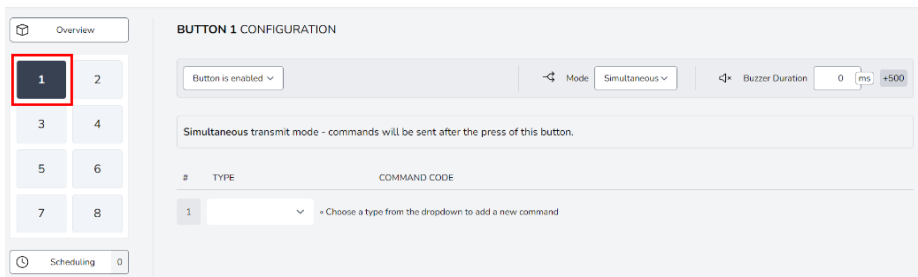 Overview
BUTTON 1 CONFIGURATION
1 2
Button is enabled
Mode Simultaneous
Buzzer Duration 0 ms +500
3 4
Simultaneous transmit mode - commands will be sent after the press of this button.
5 6
# TYPE COMMAND CODE
7 8
1 « Choose a type from the dropdown to add a new command
Scheduling 0